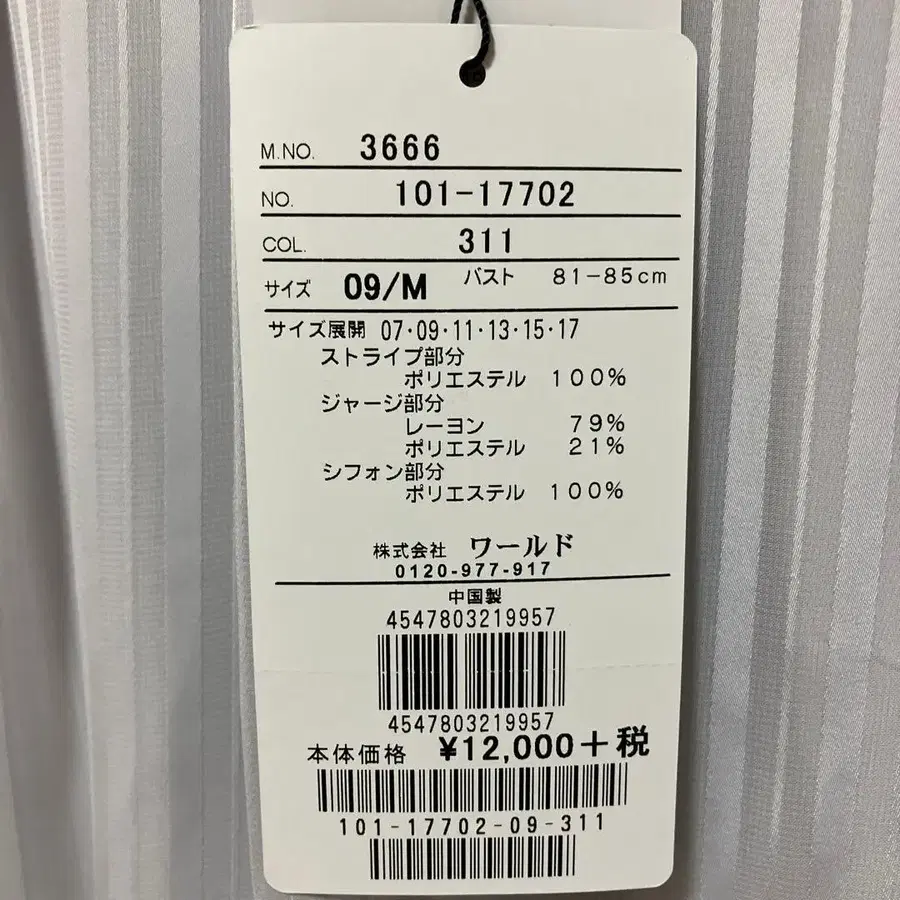 M.NO. 3666
NO. 101-17702
COL. 311
サイズ 09/M バスト 81-85cm
サイズ展開 07・09・11・13・15・17
ストライプ部分
ポリエステル 100%
ジャージ部分
レーヨン 79%
ポリエステル 21%
シフォン部分
ポリエステル 100%
株式会社 ワールド
0120-977-917
中国製
4547803219957
4547803219957
本体価格 ¥12,000+税
101-17702-09-311